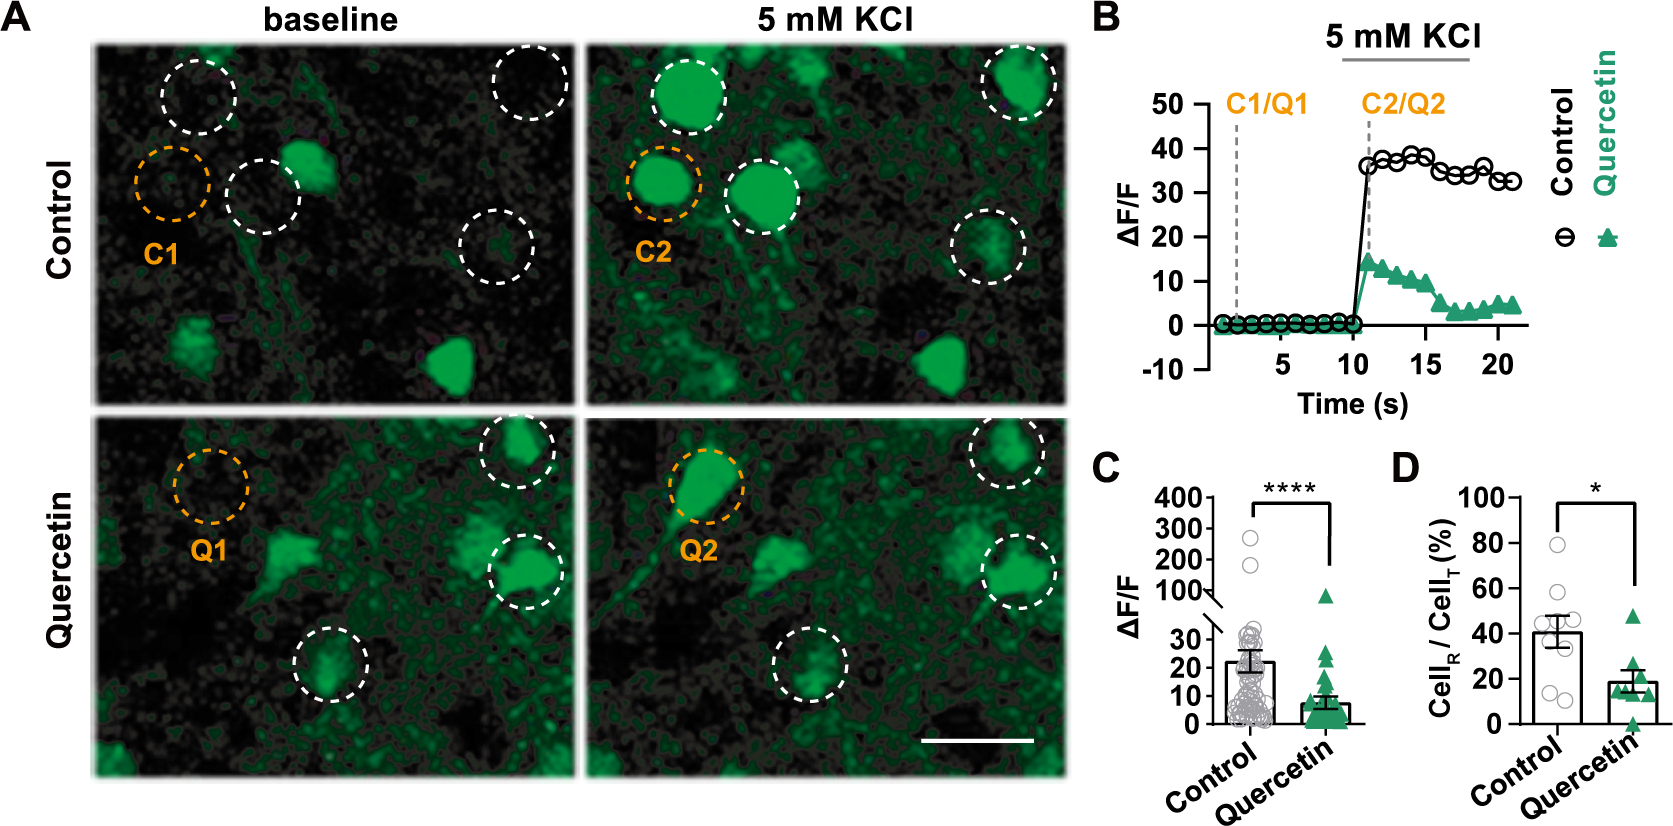 A
baseline
5 mM KCl
Control
C1
C2
Quercetin
Q1
Q2
B
5 mM KCl
C1/Q1
C2/Q2
ΔF/F
50
40
30
20
10
0
-10
5
10
15
20
Time (s)
Control
Quercetin
C
****
ΔF/F
400
300
200
100
30
20
10
0
Control
Quercetin
D
*
CellR / CellT (%)
100
80
60
40
20
0
Control
Quercetin